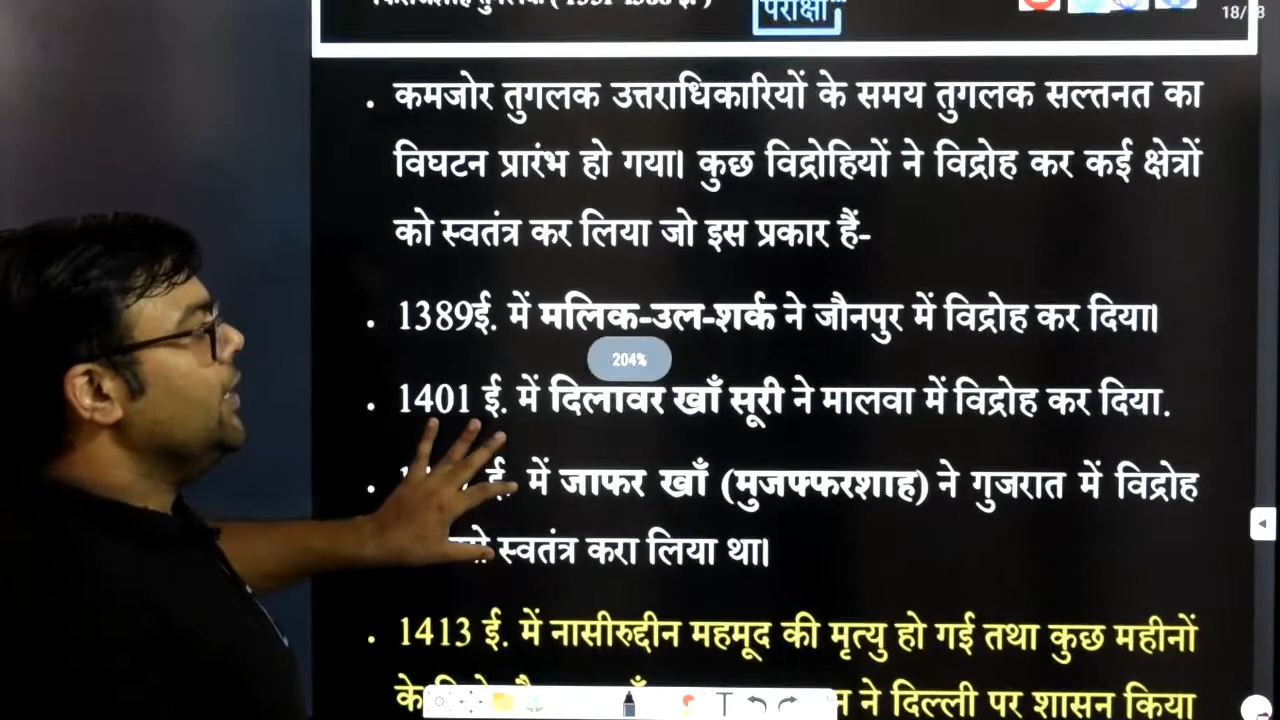 परीक्षा
18/
कमजोर तुगलक उत्तराधिकारियों के समय तुगलक सल्तनत का
विघटन प्रारंभ हो गया। कुछ विद्रोहियों ने विद्रोह कर कई क्षेत्रों
को स्वतंत्र कर लिया जो इस प्रकार हैं-
1389ई. में मलिक-उल-शर्क ने जौनपुर में विद्रोह कर दिया।
204%
1401 ई. में दिलावर खाँ सूरी ने मालवा में विद्रोह कर दिया.
ई. में जाफर खाँ (मुजफ्फरशाह) ने गुजरात में विद्रोह
स्वतंत्र करा लिया था।
1413 ई. में नासीरुद्दीन महमूद की मृत्यु हो गई तथा कुछ महीनों
के ने दिल्ली पर शासन किया